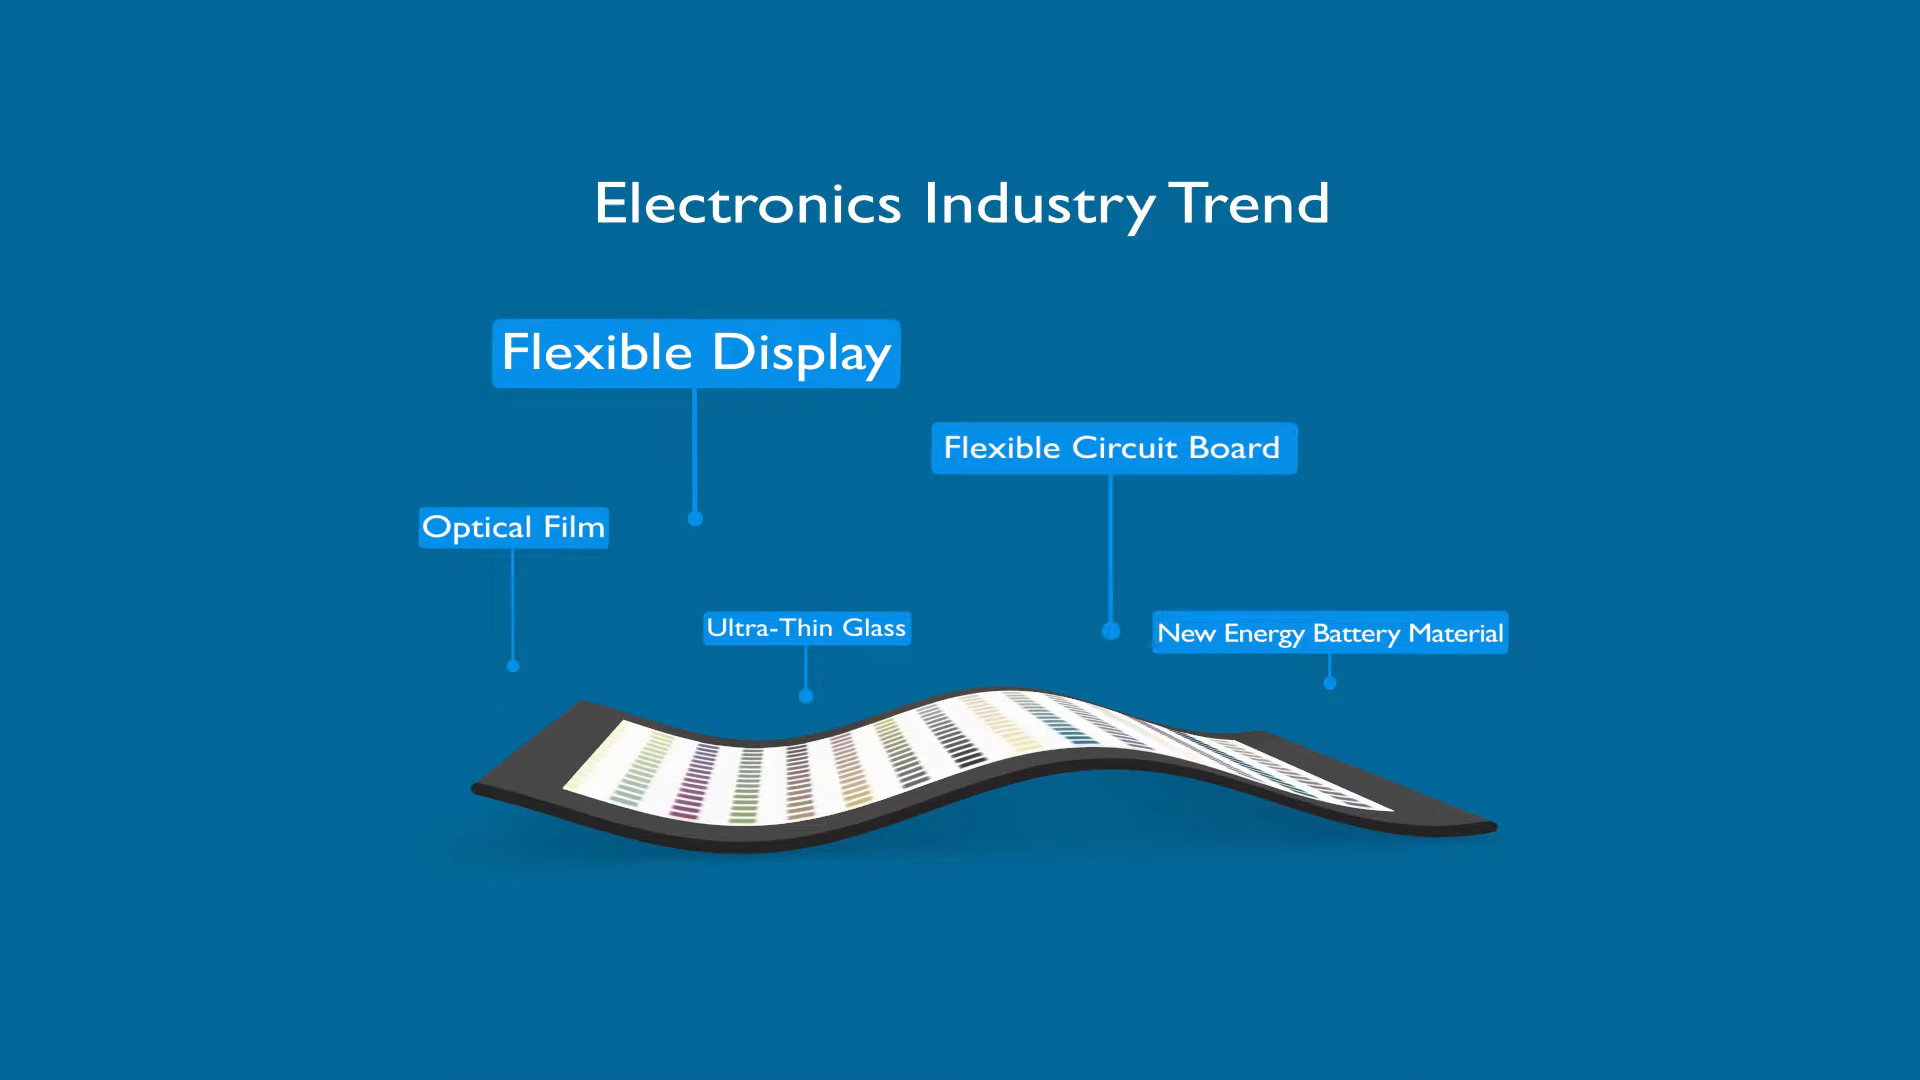 Electronics Industry Trend
Flexible Display
Flexible Circuit Board
Optical Film
Ultra-Thin Glass
New Energy Battery Material